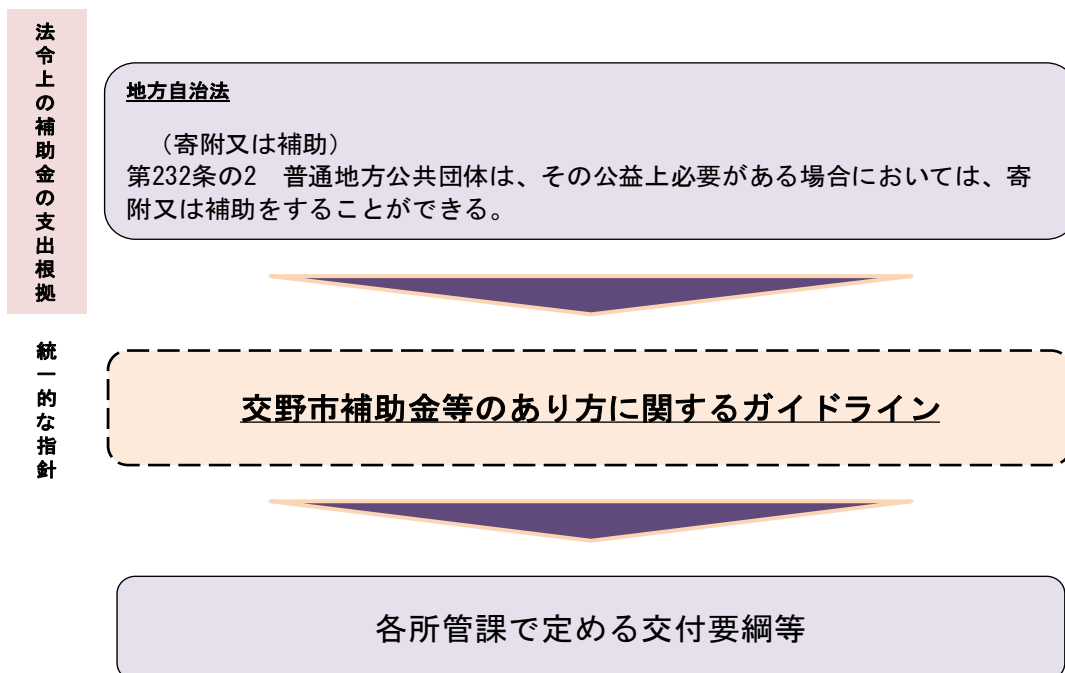 法令上の補助金の支出根拠
地方自治法
（寄附又は補助）
第232条の2　普通地方公共団体は、その公益上必要がある場合においては、寄
附又は補助をすることができる。
統一的な指針
交野市補助金等のあり方に関するガイドライン
各所管課で定める交付要綱等